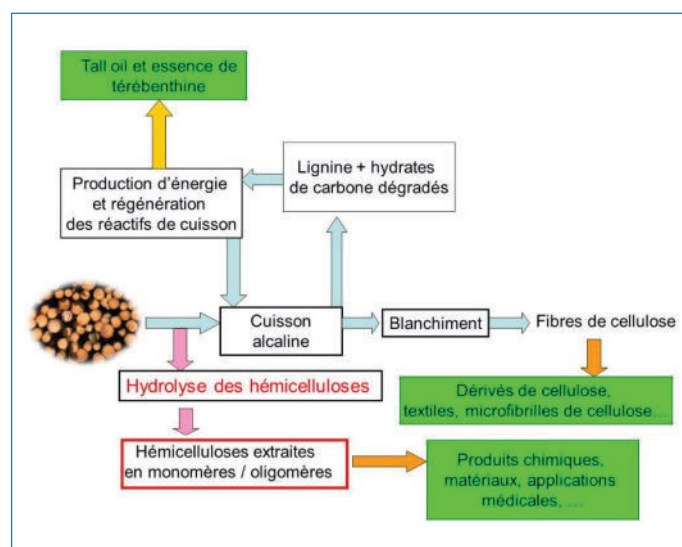 Tall oil et essence de
térébenthine
Production d'énergie
et régénération
des réactifs de cuisson
Lignine + hydrates
de carbone dégradés
Cuisson
alcaline
Blanchiment
Fibres de cellulose
Hydrolyse des hémicelluloses
Dérivés de cellulose,
textiles, microfibrilles de cellulose...
Hémicelluloses extraites
en monomères / oligomères
Produits chimiques,
matériaux, applications
médicales, ...